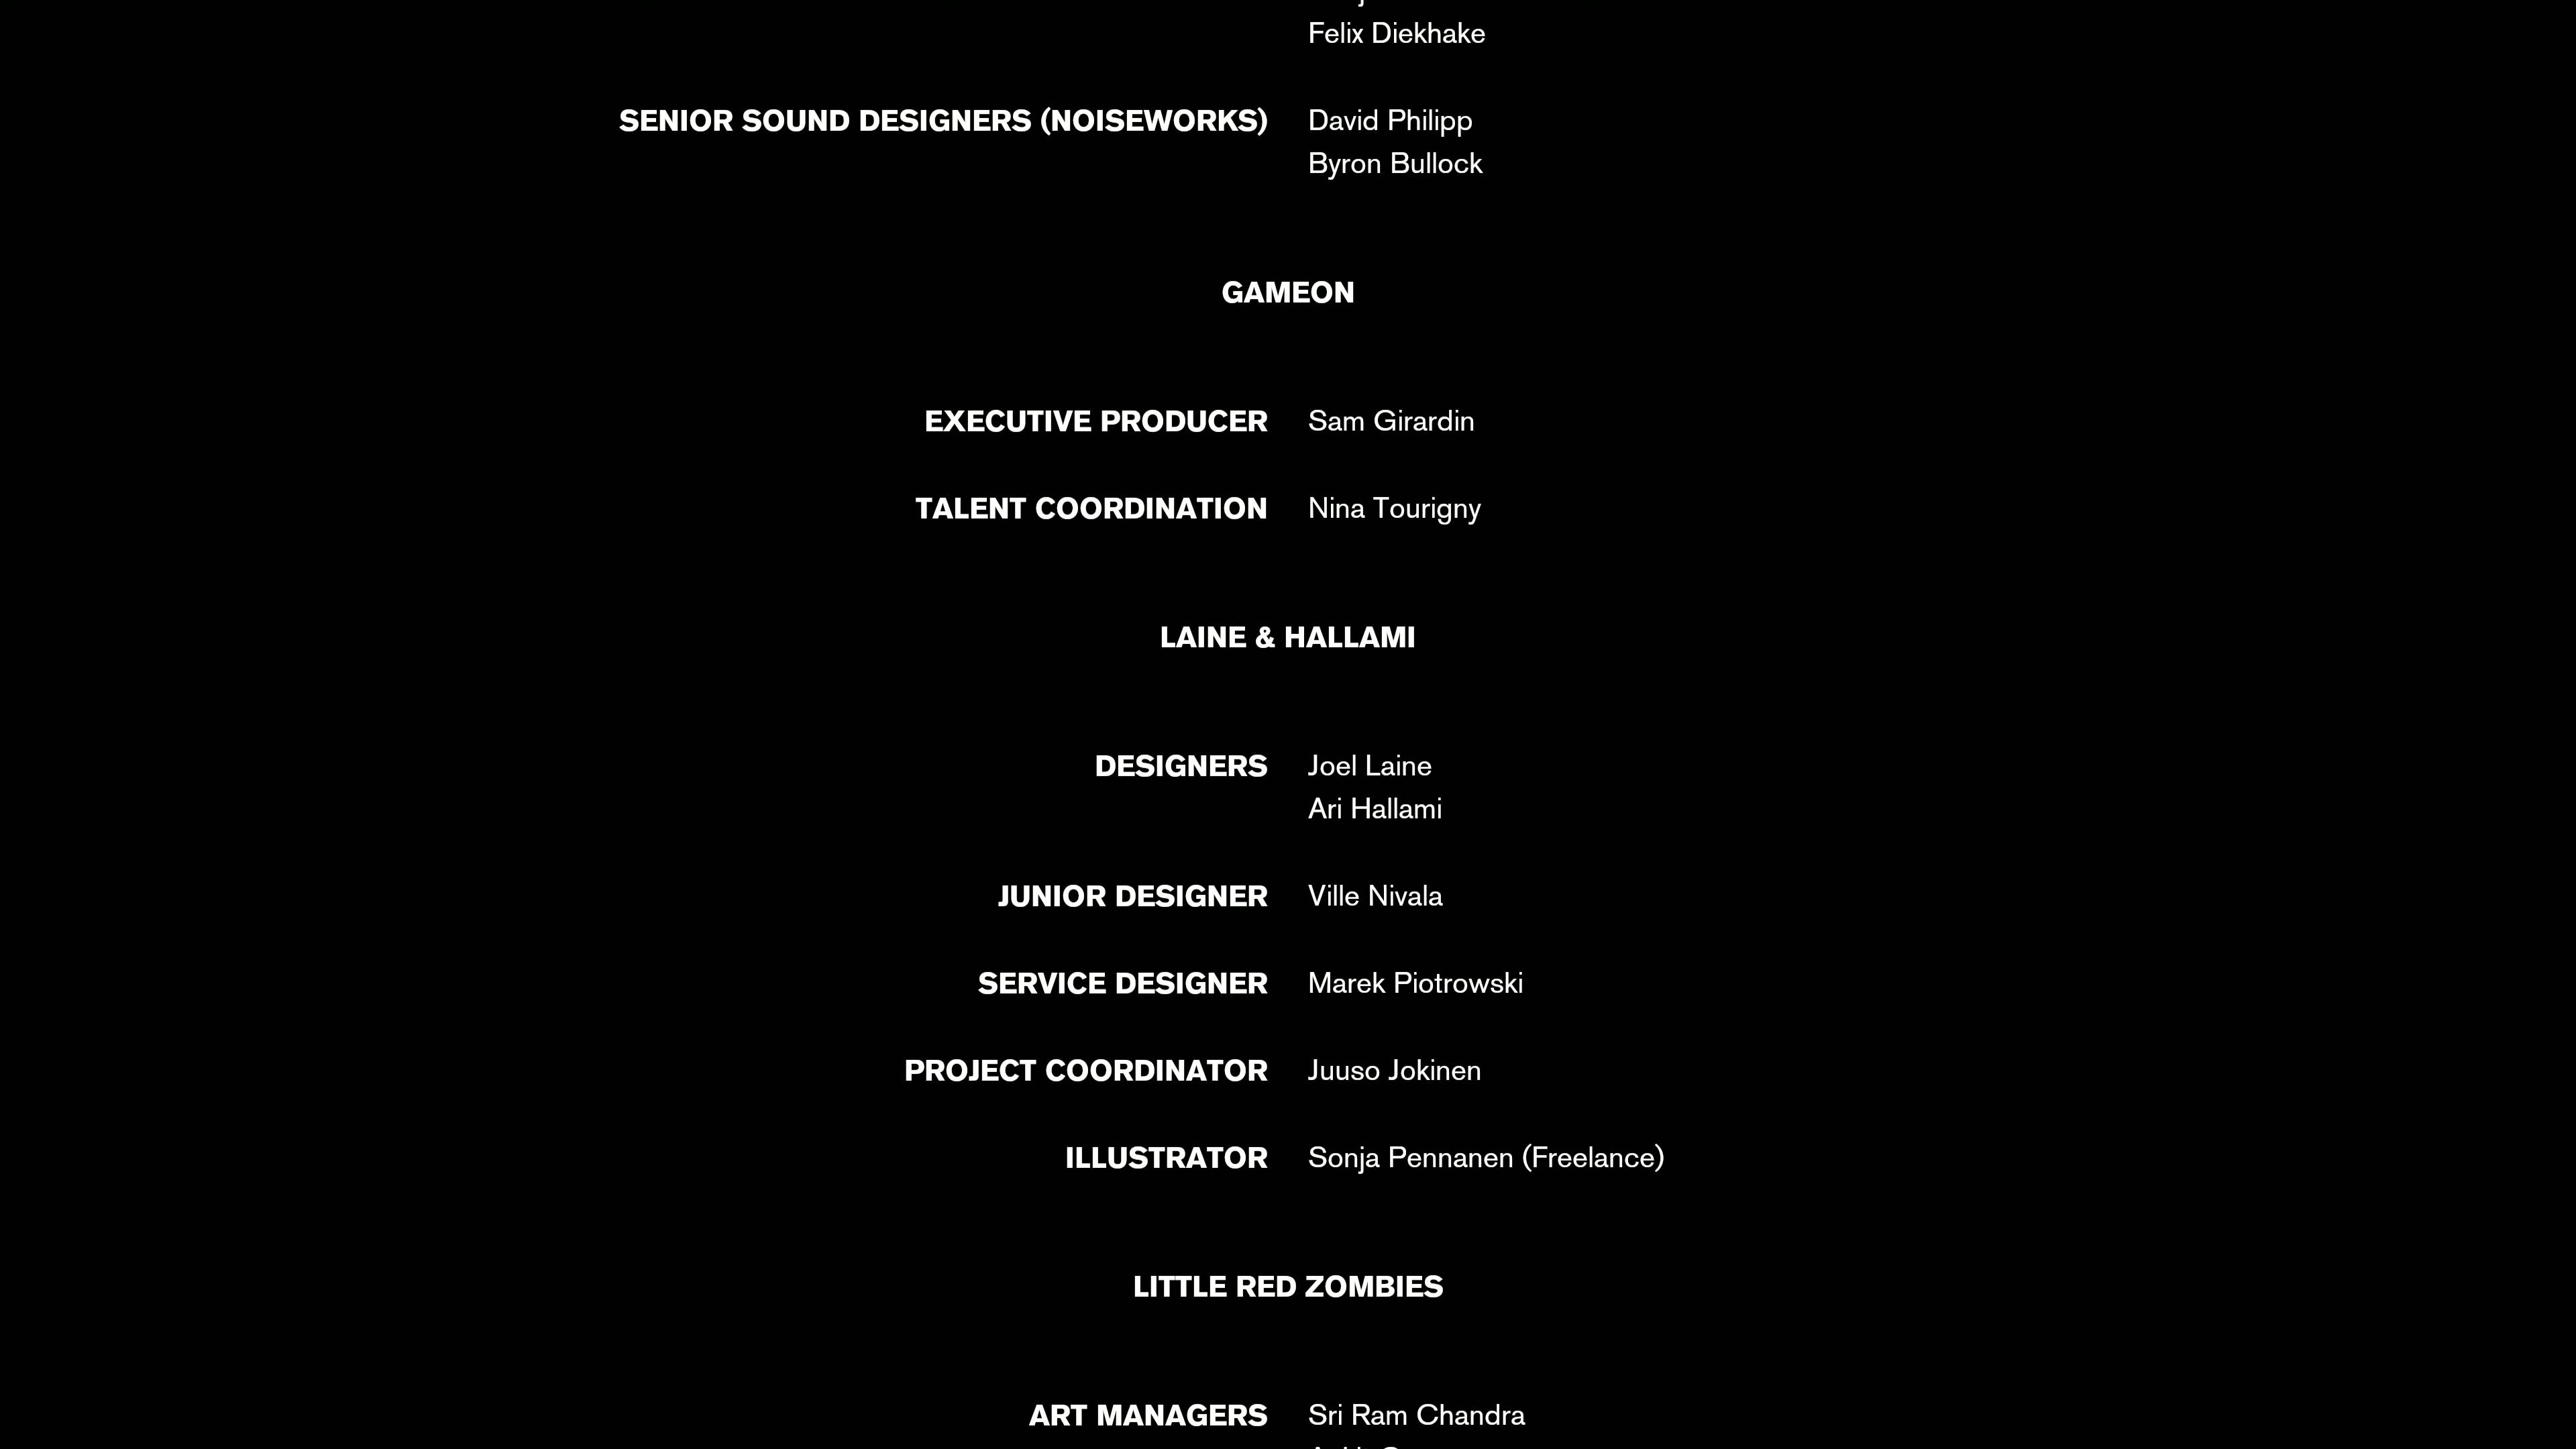 Felix Diekhake
SENIOR SOUND DESIGNERS (NOISEWORKS) David Philipp
Byron Bullock
GAMEON
EXECUTIVE PRODUCER Sam Girardin
TALENT COORDINATION Nina Tourigny
LAINE & HALLAMI
DESIGNERS Joel Laine
Ari Hallami
JUNIOR DESIGNER Ville Nivala
SERVICE DESIGNER Marek Piotrowski
PROJECT COORDINATOR Juuso Jokinen
ILLUSTRATOR Sonja Pennanen (Freelance)
LITTLE RED ZOMBIES
ART MANAGERS Sri Ram Chandra